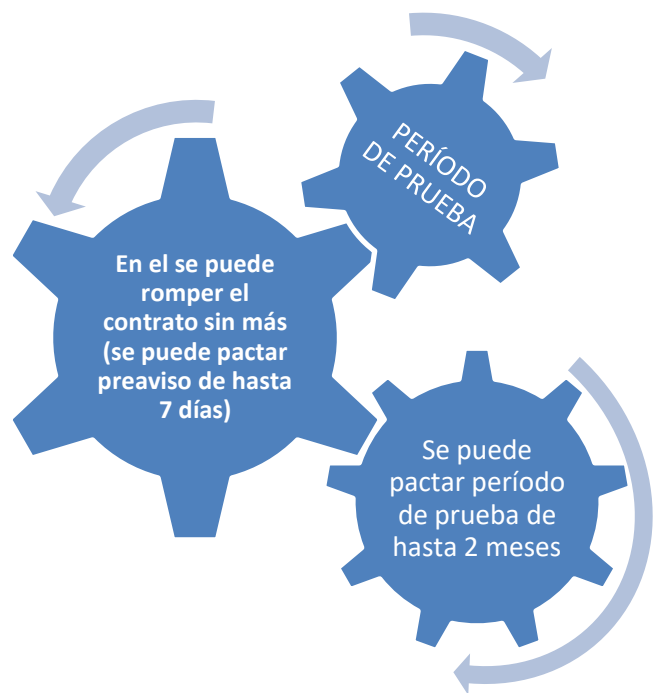 PERÍODO
DE PRUEBA
En el se puede
romper el
contrato sin más
(se puede pactar
preaviso de hasta
7 días)
Se puede
pactar período
de prueba de
hasta 2 meses